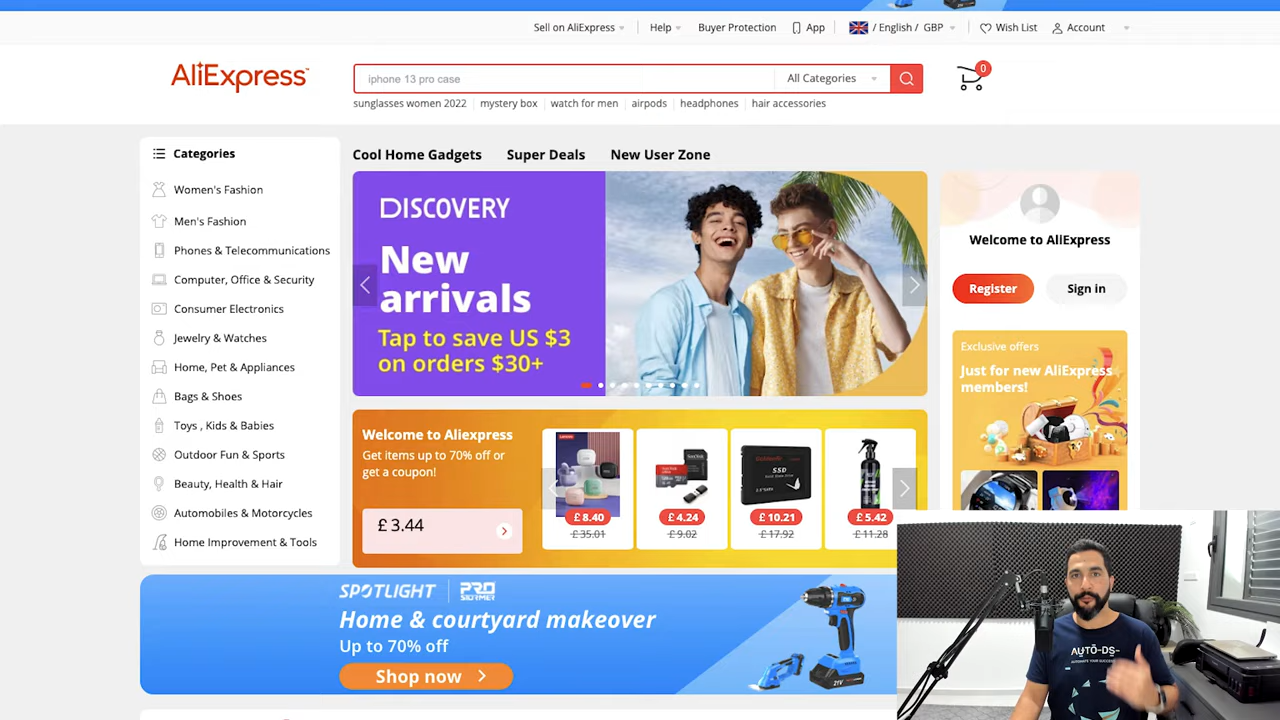 Sell on AliExpress
Help
Buyer Protection
App
/ English / GBP
Wish List
Account
AliExpress
iphone 13 pro case
All Categories
0
sunglasses women 2022
mystery box
watch for men
airpods
headphones
hair accessories
Categories
Women's Fashion
Men's Fashion
Phones & Telecommunications
Computer, Office & Security
Consumer Electronics
Jewelry & Watches
Home, Pet & Appliances
Bags & Shoes
Toys , Kids & Babies
Outdoor Fun & Sports
Beauty, Health & Hair
Automobiles & Motorcycles
Home Improvement & Tools
Cool Home Gadgets
Super Deals
New User Zone
DISCOVERY
New
arrivals
Tap to save US $3
on orders $30+
Welcome to AliExpress
Register
Sign in
Exclusive offers
Just for new AliExpress
members!
Welcome to Aliexpress
Get items up to 70% off or
get a coupon!
£ 3.44
£ 8.40
£ 35.01
£ 4.24
£ 9.02
SSD
£ 10.21
£ 17.92
£ 5.42
£ 11.28
SPOTLIGHT
PRO
STORMER
Home & courtyard makeover
Up to 70% off
Shop now
21V
AUTO-DS-
AUTOMATE YOUR SUCCESS